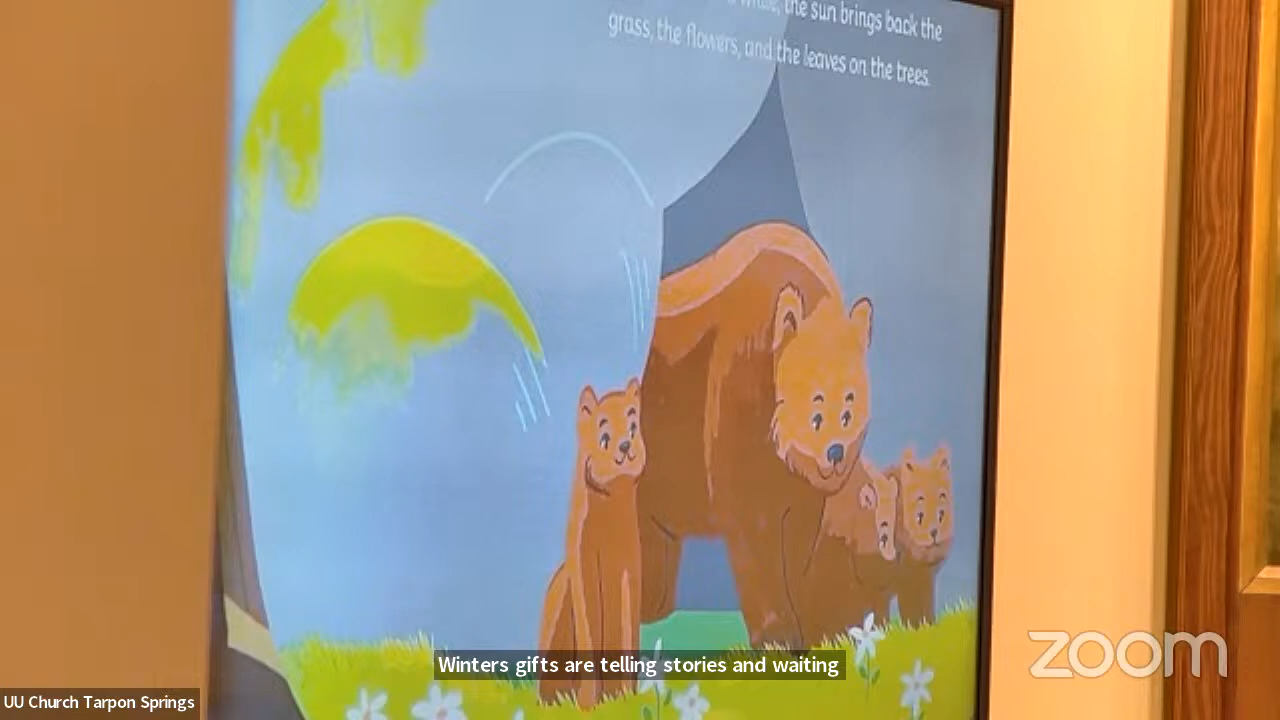 the sun brings back the
grass, the flowers, and the leaves on the trees.
Winters gifts are telling stories and waiting
zoom
UU Church Tarpon Springs